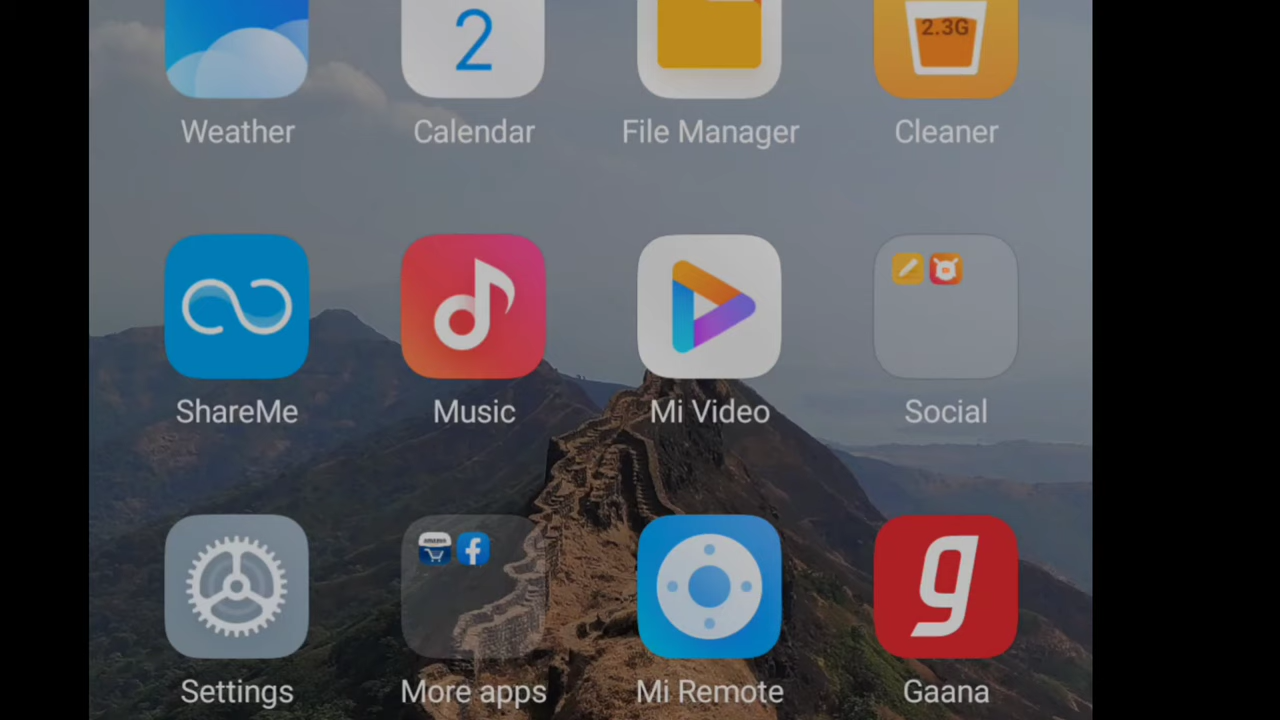 2
2.3G
Weather
Calendar
File Manager
Cleaner
ShareMe
Music
Mi Video
Social
amazon
g
Settings
More apps
Mi Remote
Gaana